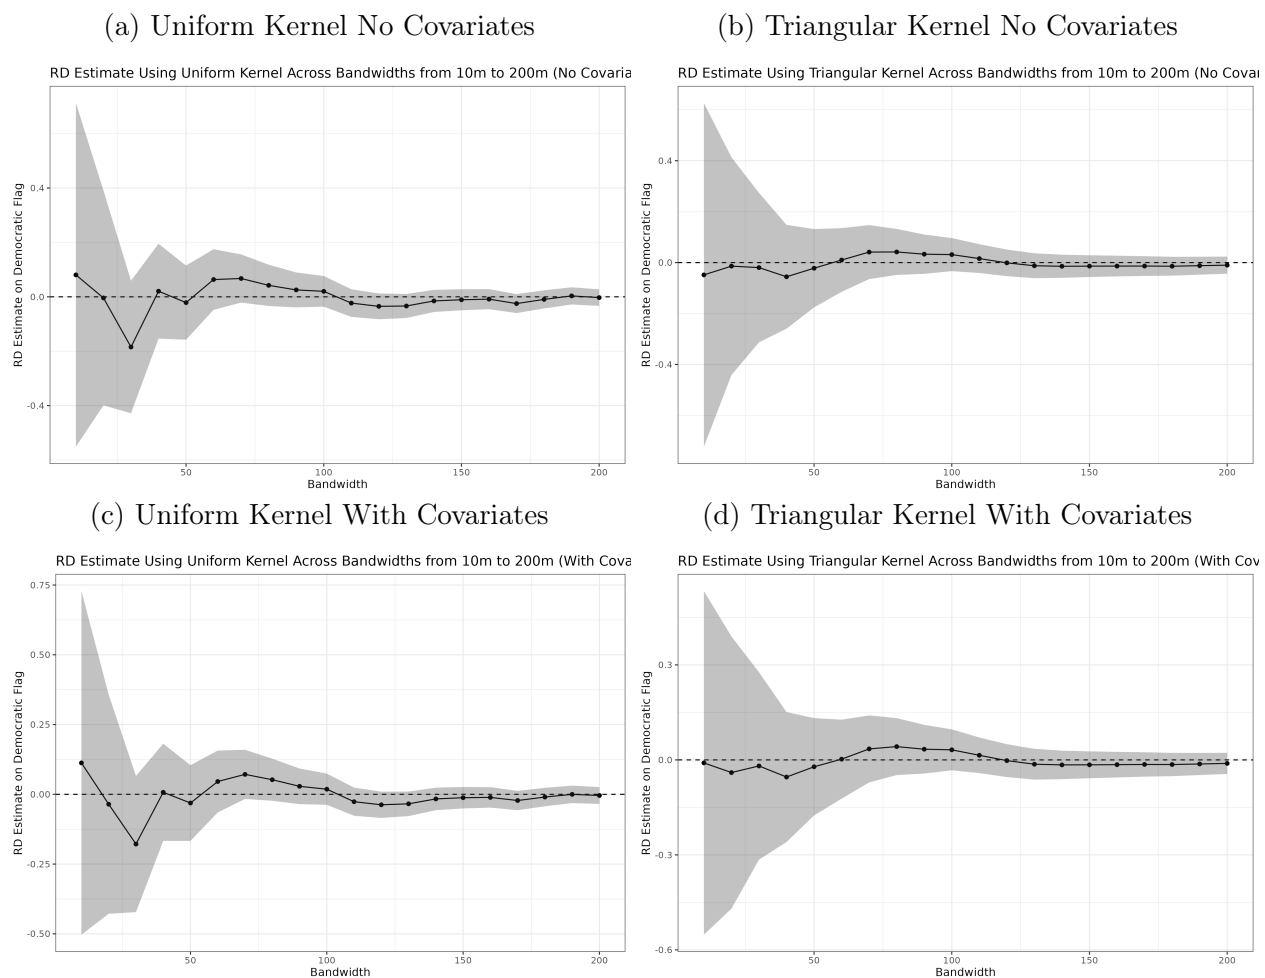 (a) Uniform Kernel No Covariates
RD Estimate Using Uniform Kernel Across Bandwidths from 10m to 200m (No Covaria
RD Estimate on Democratic Flag
0.4
0.0
-0.4
50
100
150
200
Bandwidth
(b) Triangular Kernel No Covariates
RD Estimate Using Triangular Kernel Across Bandwidths from 10m to 200m (No Covar
RD Estimate on Democratic Flag
0.4
0.0
-0.4
50
100
150
200
Bandwidth
(c) Uniform Kernel With Covariates
RD Estimate Using Uniform Kernel Across Bandwidths from 10m to 200m (With Cova
RD Estimate on Democratic Flag
0.75
0.50
0.25
0.00
-0.25
-0.50
50
100
150
200
Bandwidth
(d) Triangular Kernel With Covariates
RD Estimate Using Triangular Kernel Across Bandwidths from 10m to 200m (With Cov
RD Estimate on Democratic Flag
0.3
0.0
-0.3
-0.6
50
100
150
200
Bandwidth